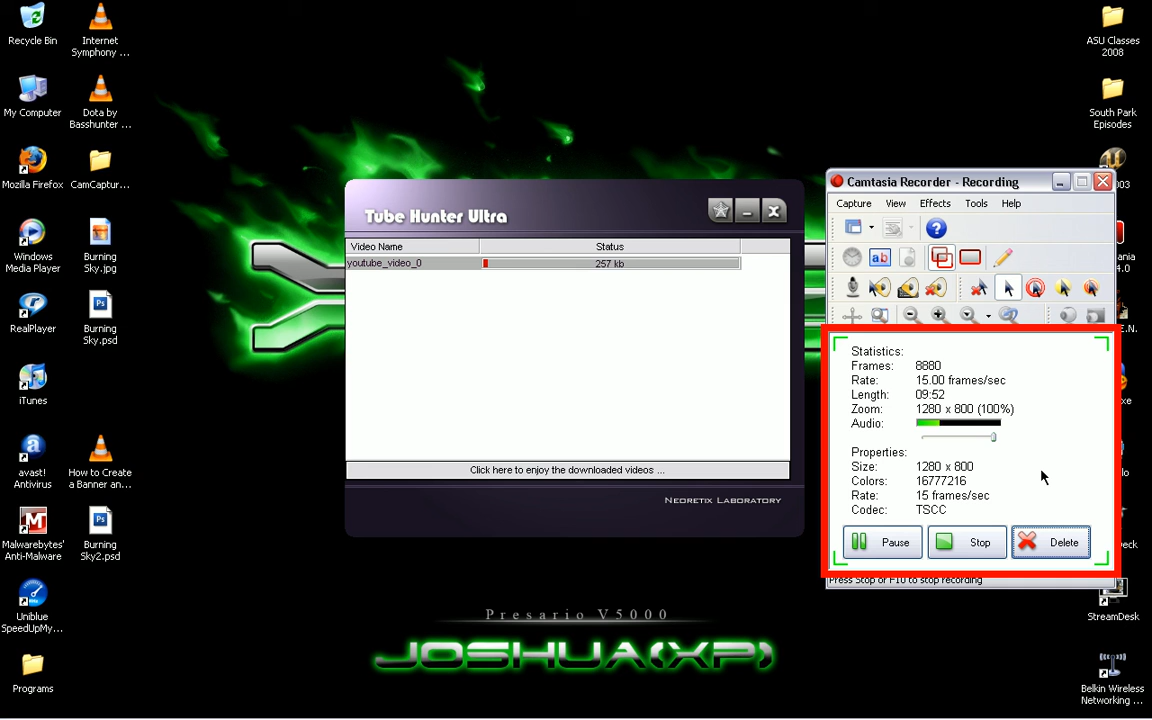 Recycle Bin
Internet
Symphony ...
My Computer
Dota by
Basshunter ...
Mozilla Firefox
CamCaptur...
Windows
Media Player
Burning
Sky.jpg
RealPlayer
Burning
Sky.psd
iTunes
avast!
Antivirus
How to Create
a Banner an...
Malwarebytes'
Anti-Malware
Burning
Sky2.psd
Uniblue
SpeedUpMy...
Programs
Tube Hunter Ultra
Video Name
Status
youtube_video_0
257 kb
Click here to enjoy the downloaded videos ...
Neoretix Laboratory
Presario V5000
JOSHUA(XP)
Camtasia Recorder - Recording
Capture
View
Effects
Tools
Help
Statistics:
Frames: 8880
Rate: 15.00 frames/sec
Length: 09:52
Zoom: 1280 x 800 (100%)
Audio:
Properties:
Size: 1280 x 800
Colors: 16777216
Rate: 15 frames/sec
Codec: TSCC
Pause
Stop
Delete
Press Stop or F10 to stop recording
ASU Classes
2008
South Park
Episodes
StreamDesk
Belkin Wireless
Networking ...